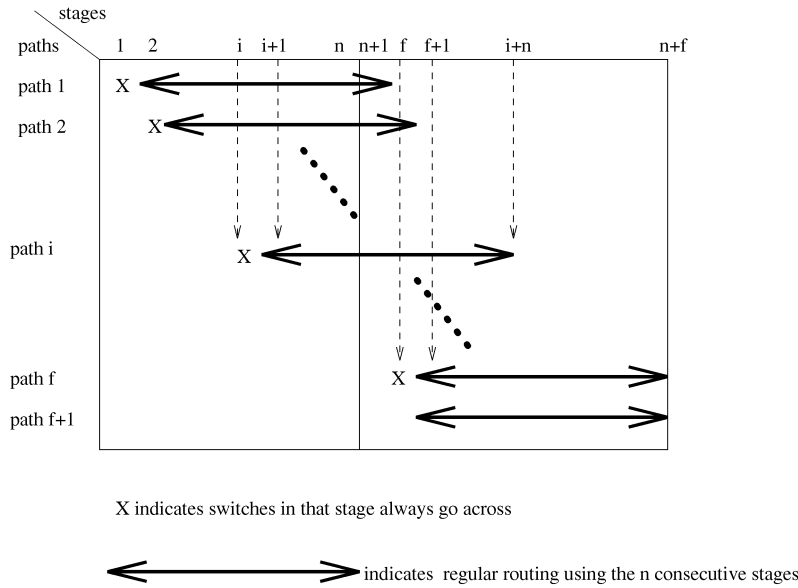 stages
paths 1 2 i i+1 n n+1 f f+1 i+n n+f
path 1 X
path 2 X
path i X
path f X
path f+1
X indicates switches in that stage always go across
indicates regular routing using the n consecutive stages